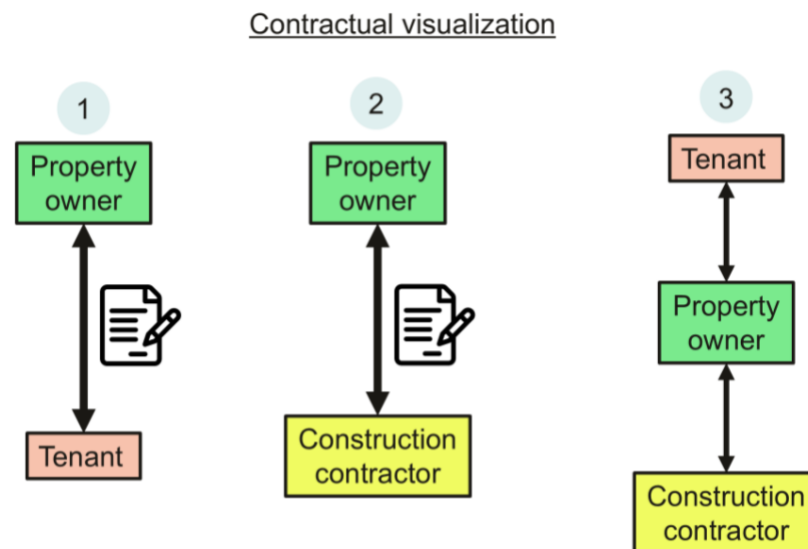 Contractual visualization
1
Property
owner
Tenant
2
Property
owner
Construction
contractor
3
Tenant
Property
owner
Construction
contractor